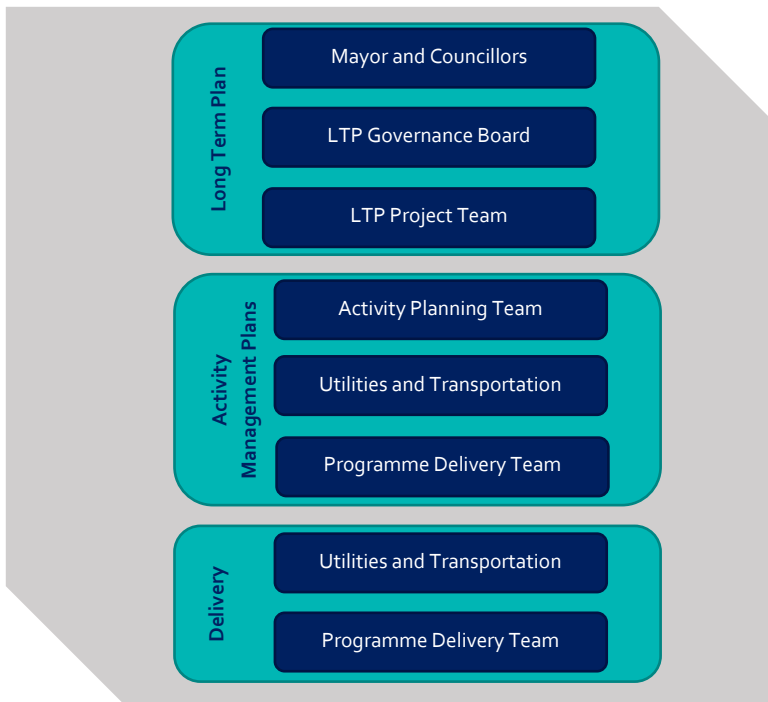 Long Term Plan
Mayor and Councillors
LTP Governance Board
LTP Project Team
Activity
Management Plans
Activity Planning Team
Utilities and Transportation
Programme Delivery Team
Delivery
Utilities and Transportation
Programme Delivery Team